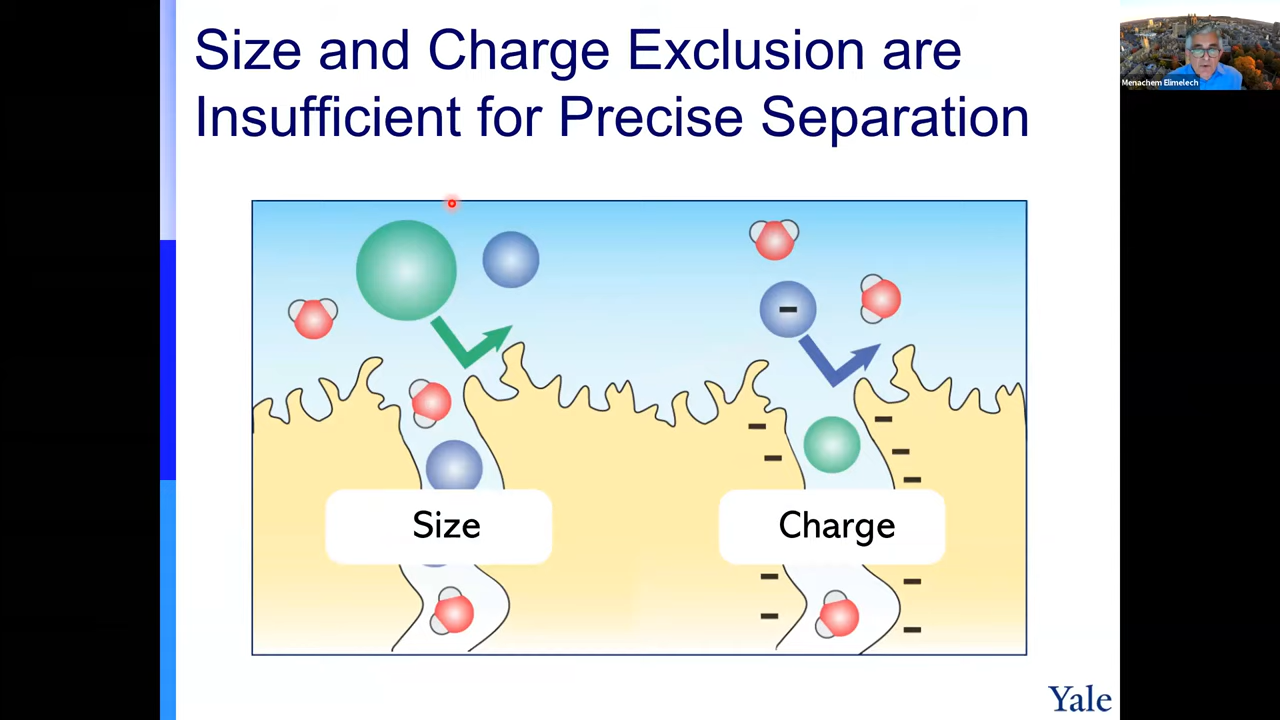 Size and Charge Exclusion are
Insufficient for Precise Separation
Menachem Elimelech
Size
Charge
Yale